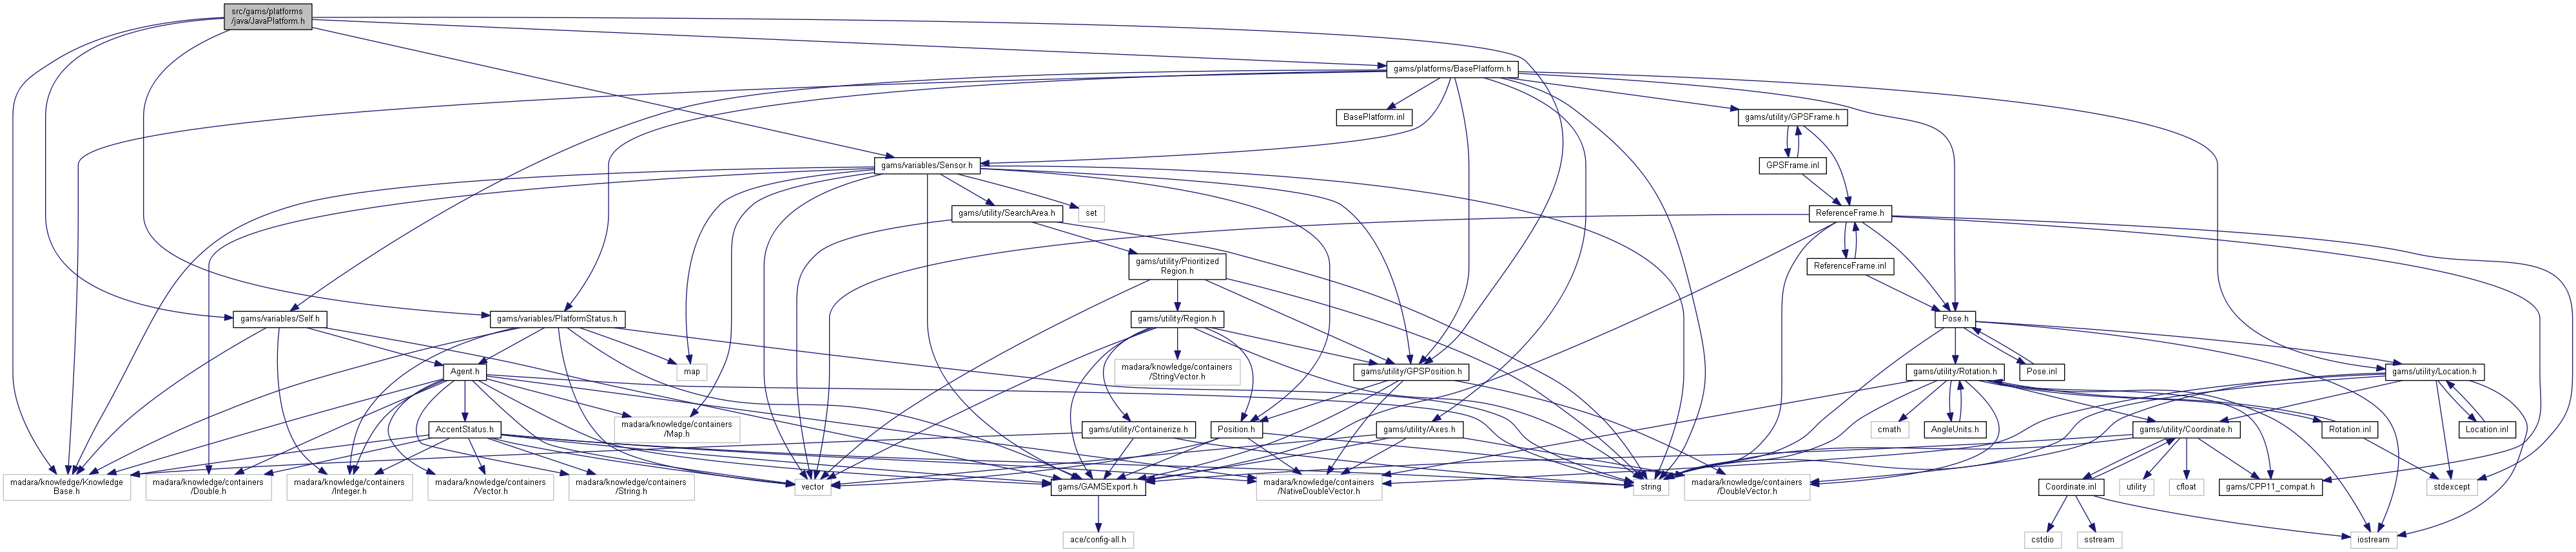 src/gams/platforms
/java/JavaPlatform.h
gams/platforms/BasePlatform.h
BasePlatform.inl
gams/utility/GPSFrame.h
gams/variables/Sensor.h
GPSFrame.inl
gams/utility/SearchArea.h
set
ReferenceFrame.h
gams/utility/Prioritized
Region.h
ReferenceFrame.inl
gams/variables/Self.h
gams/variables/PlatformStatus.h
gams/utility/Region.h
Pose.h
Agent.h
map
madara/knowledge/containers
/StringVector.h
gams/utility/GPSPosition.h
gams/utility/Rotation.h
Pose.inl
gams/utility/Location.h
AccentStatus.h
madara/knowledge/containers
/Map.h
gams/utility/Containerize.h
Position.h
gams/utility/Axes.h
cmath
AngleUnits.h
gams/utility/Coordinate.h
Rotation.inl
Location.inl
madara/knowledge/Knowledge
Base.h
madara/knowledge/containers
/Double.h
madara/knowledge/containers
/Integer.h
madara/knowledge/containers
/Vector.h
madara/knowledge/containers
/String.h
vector
gams/GAMSExport.h
madara/knowledge/containers
/NativeDoubleVector.h
string
madara/knowledge/containers
/DoubleVector.h
Coordinate.inl
utility
cfloat
gams/CPP11_compat.h
stdexcept
ace/config-all.h
cstdio
sstream
iostream